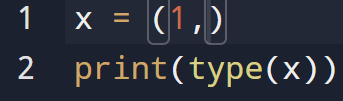 1 x = (1,)
2 print(type(x))